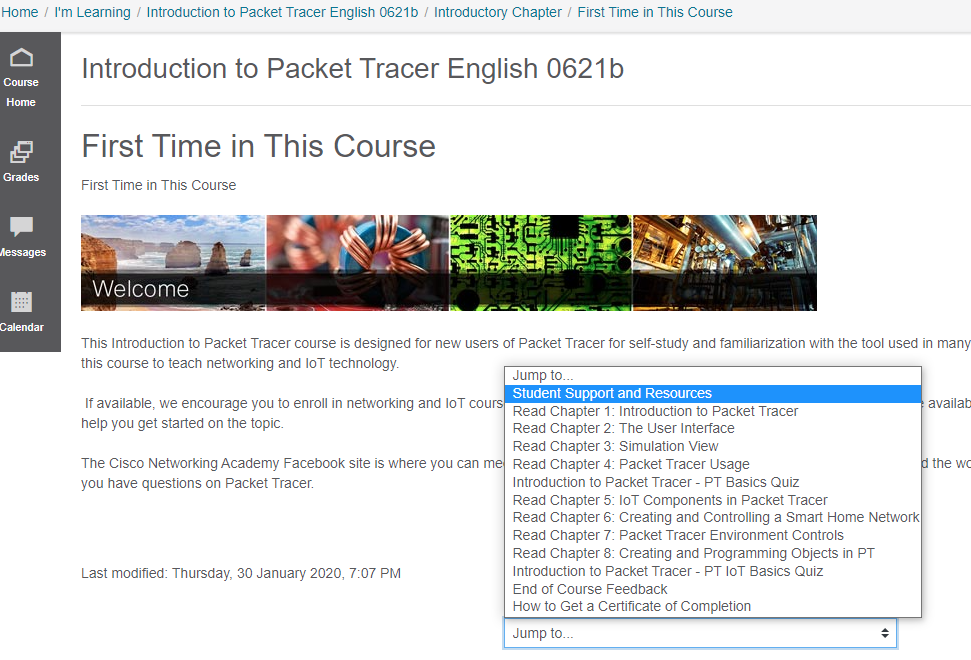 Home / I'm Learning / Introduction to Packet Tracer English 0621b / Introductory Chapter / First Time in This Course
Course
Home
Grades
Messages
Calendar
Introduction to Packet Tracer English 0621b
First Time in This Course
First Time in This Course
Welcome
This Introduction to Packet Tracer course is designed for new users of Packet Tracer for self-study and familiarization with the tool used in many
this course to teach networking and IoT technology.
If available, we encourage you to enroll in networking and IoT cours
help you get started on the topic.
The Cisco Networking Academy Facebook site is where you can me
you have questions on Packet Tracer.
Last modified: Thursday, 30 January 2020, 7:07 PM
Jump to...
Student Support and Resources
Read Chapter 1: Introduction to Packet Tracer
Read Chapter 2: The User Interface
Read Chapter 3: Simulation View
Read Chapter 4: Packet Tracer Usage
Introduction to Packet Tracer - PT Basics Quiz
Read Chapter 5: IoT Components in Packet Tracer
Read Chapter 6: Creating and Controlling a Smart Home Network
Read Chapter 7: Packet Tracer Environment Controls
Read Chapter 8: Creating and Programming Objects in PT
Introduction to Packet Tracer - PT IoT Basics Quiz
End of Course Feedback
How to Get a Certificate of Completion
Jump to...